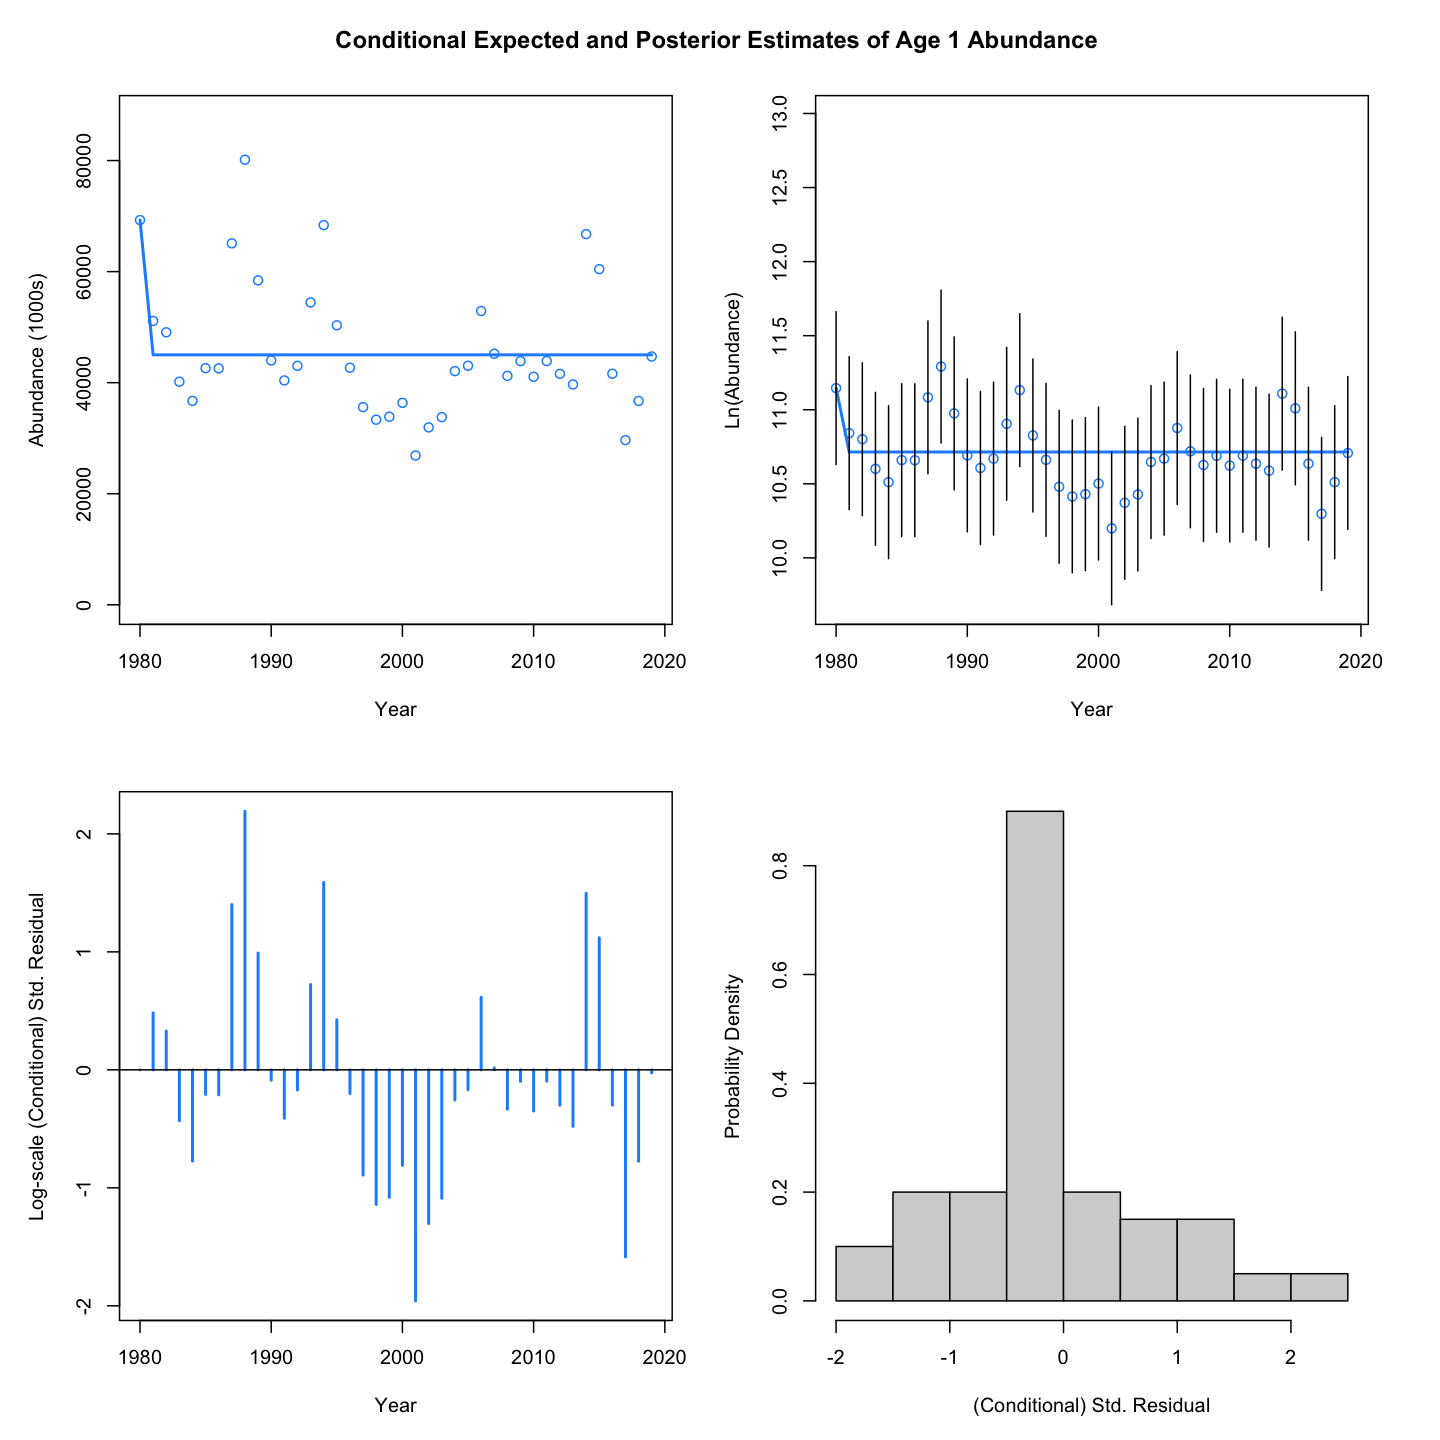 Conditional Expected and Posterior Estimates of Age 1 Abundance
Abundance (1000s)
80000
60000
40000
20000
0
1980 1990 2000 2010 2020
Year
Ln(Abundance)
13.0
12.5
12.0
11.5
11.0
10.5
10.0
1980 1990 2000 2010 2020
Year
Log-scale (Conditional) Std. Residual
2
1
0
-1
-2
1980 1990 2000 2010 2020
Year
Probability Density
0.8
0.6
0.4
0.2
0.0
-2 -1 0 1 2
(Conditional) Std. Residual